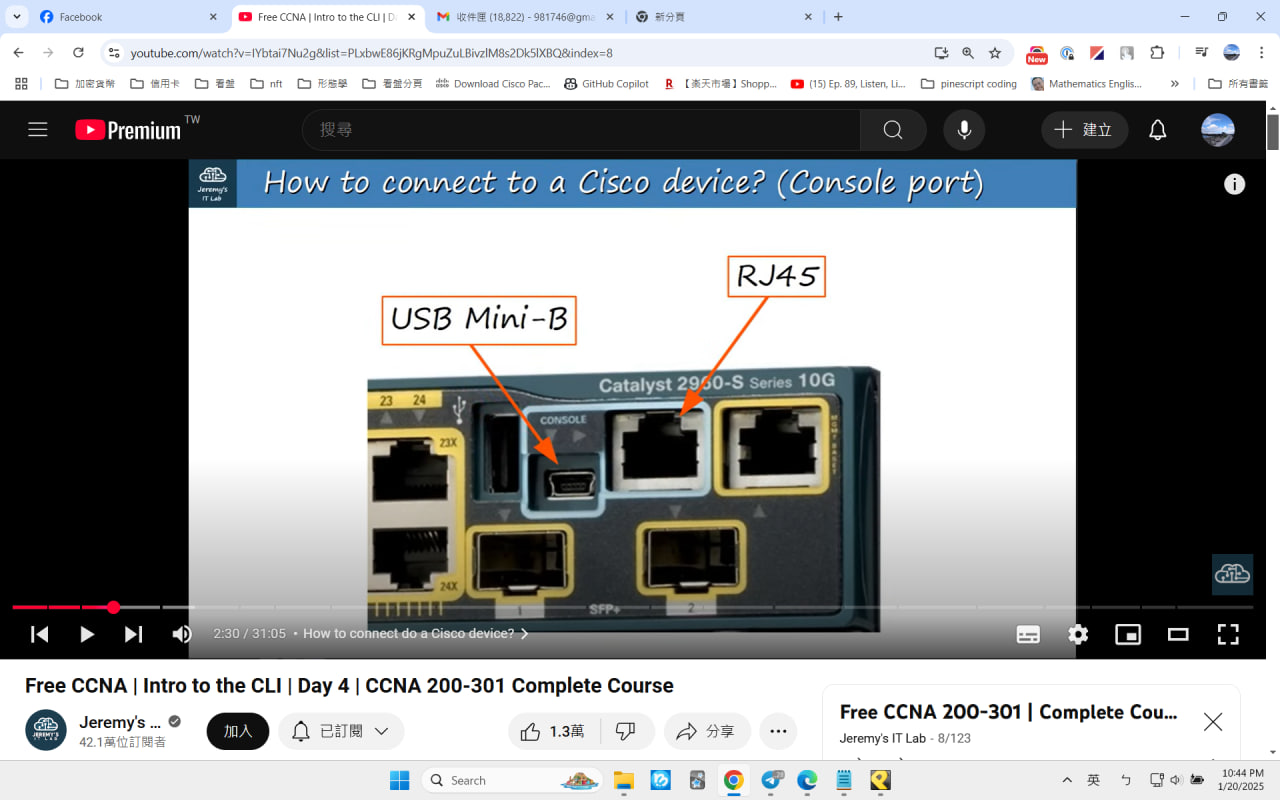 Facebook
Free CCNA | Intro to the CLI | Da
收件匣 (18,822) - 981746@gma
新分頁
youtube.com/watch?v=IYbtai7Nu2g&list=PLxbwE86jKRgMpuZuLBivzlM8s2Dk5lXBQ&index=8
New
加密貨幣
信用卡
看盤
nft
形態學
看盤分頁
Download Cisco Pac...
GitHub Copilot
【楽天市場】Shopp...
(15) Ep. 89, Listen, Li...
pinescript coding
Mathematics Englis...
所有書籤
Premium TW
搜尋
建立
Jeremy's
IT Lab
How to connect to a Cisco device? (Console port)
RJ45
USB Mini-B
Catalyst 2960-S Series 10G
23 24
CONSOLE
23X
MGMT BASET
24X
1 SFP+ 2
2:30 / 31:05 • How to connect do a Cisco device?
Free CCNA | Intro to the CLI | Day 4 | CCNA 200-301 Complete Course
JEREMY'S
IT LAB
Jeremy's ...
42.1萬位訂閱者
加入
已訂閱
1.3萬
分享
Free CCNA 200-301 | Complete Cou...
Jeremy's IT Lab - 8/123
Search
英
ㄅ
10:44 PM
1/20/2025